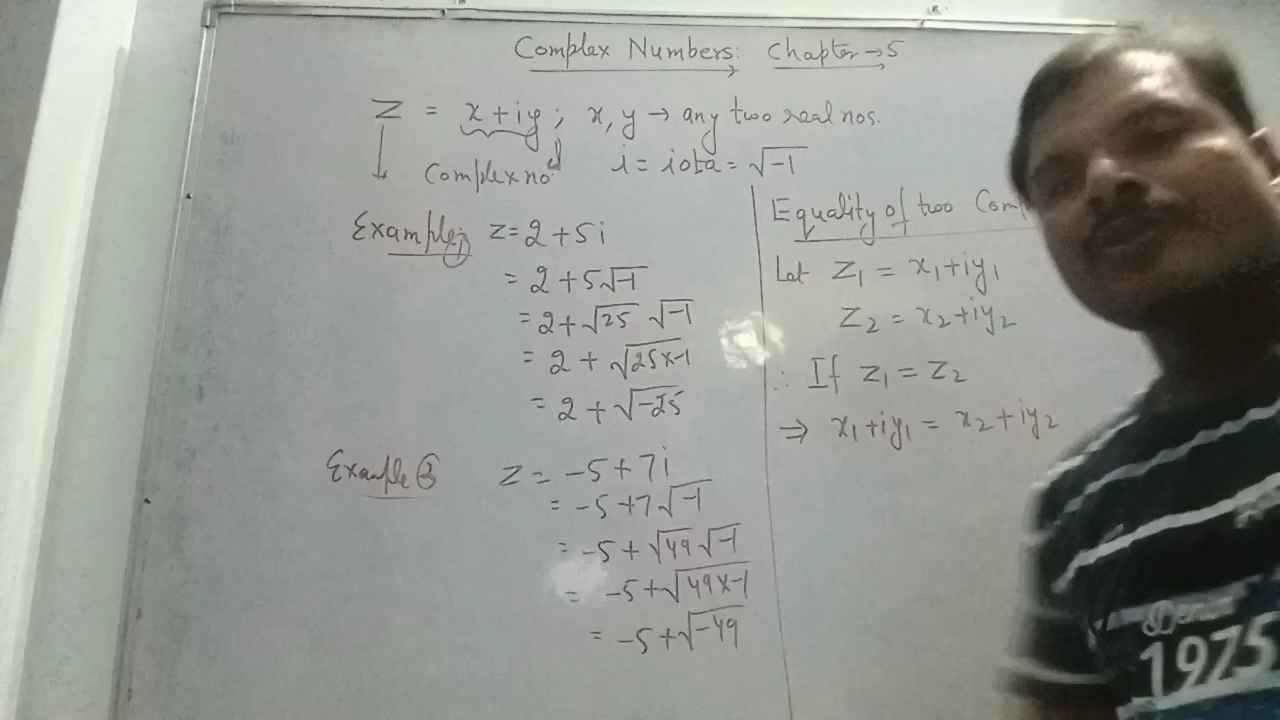 Complex Numbers: Chapter → 5
Z = x + iy ; x, y → any two real nos.
Complex no
i = iota = √-1
Example ① Z = 2 + 5i
= 2 + 5√-1
= 2 + √25 √-1
= 2 + √25x-1
= 2 + √-25
Example ② Z = -5 + 7i
= -5 + 7√-1
= -5 + √49 √-1
= -5 + √49x-1
= -5 + √-49
Equality of two
Let Z₁ = x₁ + iy₁
Z₂ = x₂ + iy₂
∴ If Z₁ = Z₂
⇒ x₁ + iy₁ = x₂ + iy₂
1975